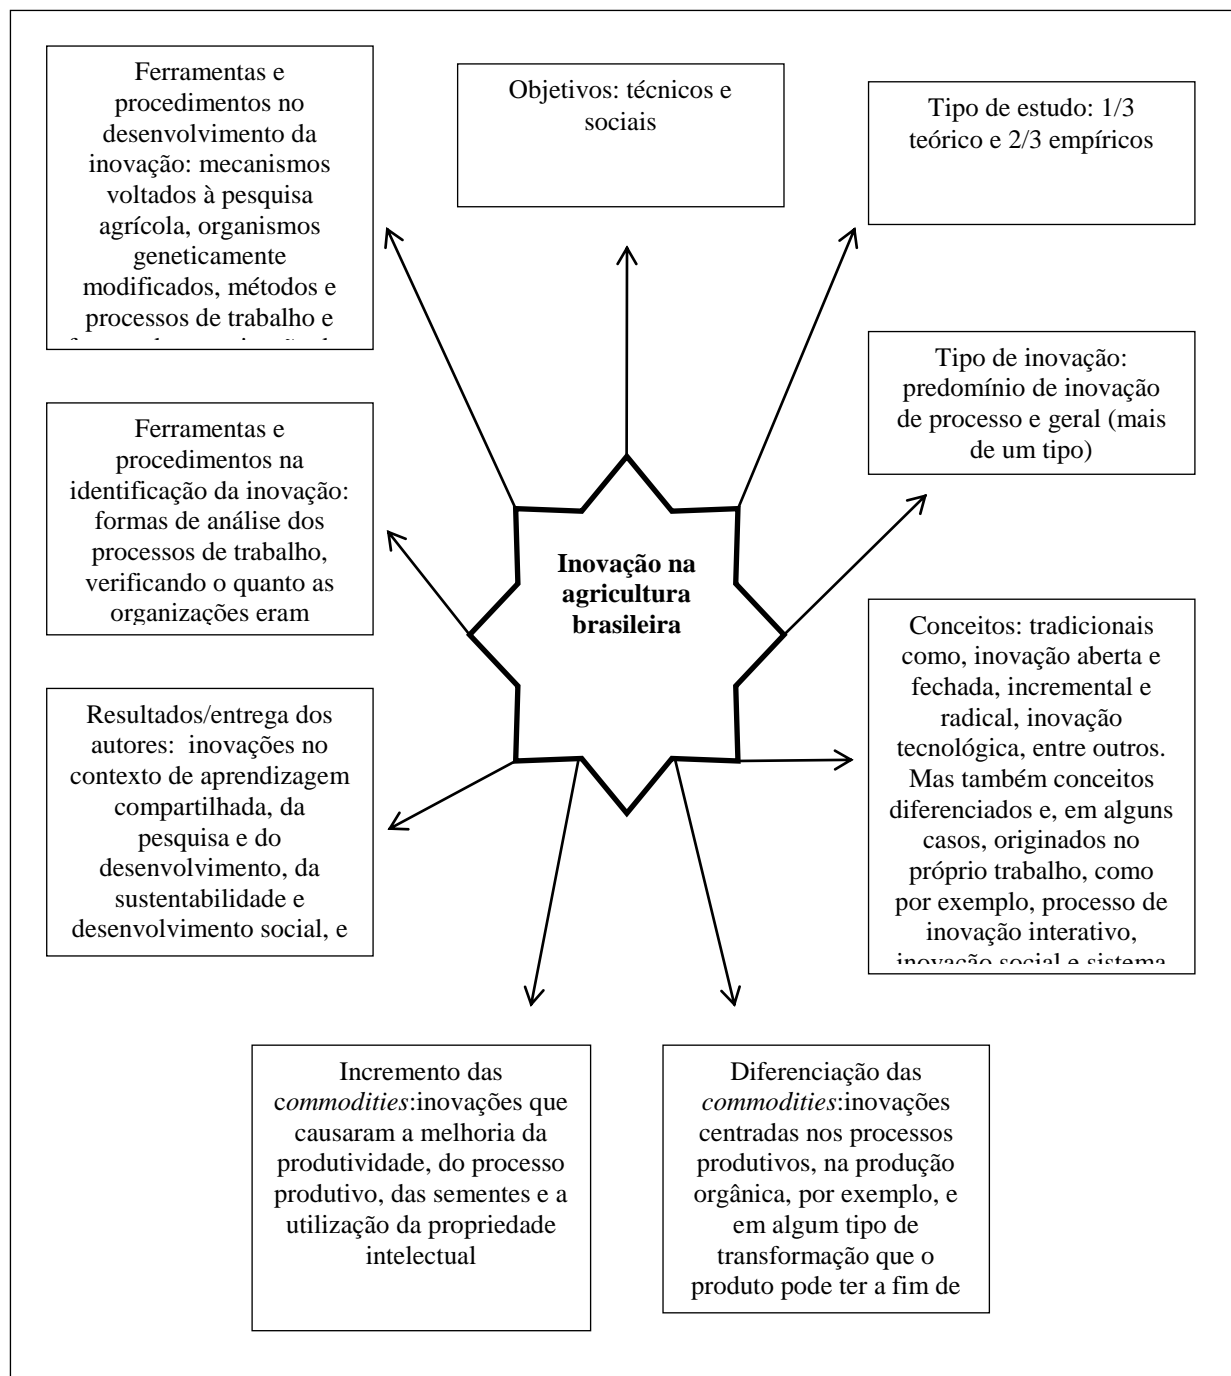 Ferramentas e
procedimentos no
desenvolvimento da
inovação: mecanismos
voltados à pesquisa
agrícola, organismos
geneticamente
modificados, métodos e
processos de trabalho e
Objetivos: técnicos e
sociais
Tipo de estudo: 1/3
teórico e 2/3 empíricos
Tipo de inovação:
predomínio de inovação
de processo e geral (mais
de um tipo)
Ferramentas e
procedimentos na
identificação da inovação:
formas de análise dos
processos de trabalho,
verificando o quanto as
organizações eram
Inovação na
agricultura
brasileira
Conceitos: tradicionais
como, inovação aberta e
fechada, incremental e
radical, inovação
tecnológica, entre outros.
Mas também conceitos
diferenciados e, em alguns
casos, originados no
próprio trabalho, como
por exemplo, processo de
inovação interativo,
inovação social e sistema
Resultados/entrega dos
autores: inovações no
contexto de aprendizagem
compartilhada, da
pesquisa e do
desenvolvimento, da
sustentabilidade e
desenvolvimento social, e
Incremento das
commodities:inovações que
causaram a melhoria da
produtividade, do processo
produtivo, das sementes e a
utilização da propriedade
intelectual
Diferenciação das
commodities:inovações
centradas nos processos
produtivos, na produção
orgânica, por exemplo, e
em algum tipo de
transformação que o
produto pode ter a fim de